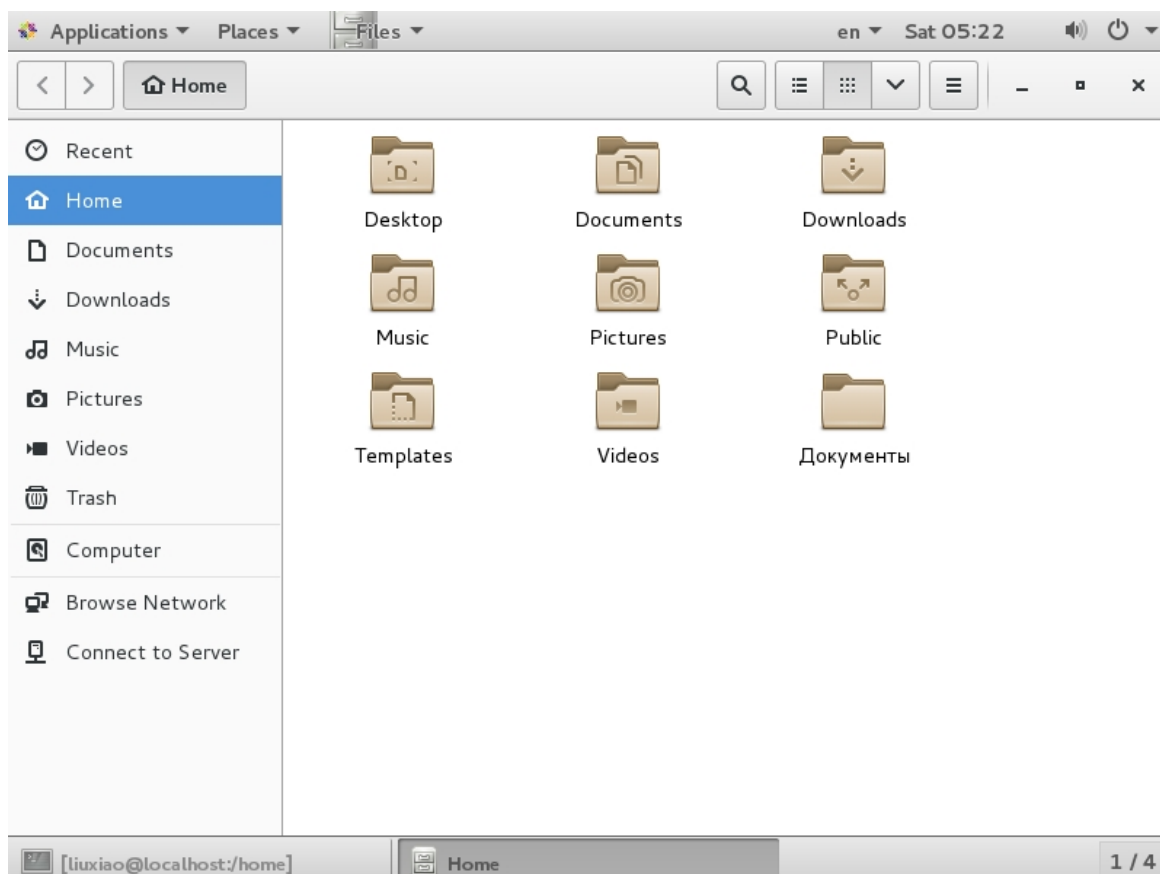 Applications Places Files en Sat 05:22
Home
Recent
Home
Documents
Downloads
Music
Pictures
Videos
Trash
Computer
Browse Network
Connect to Server
Desktop Documents Downloads
Music Pictures Public
Templates Videos Документы
[liuxiao@localhost:/home] Home 1 / 4